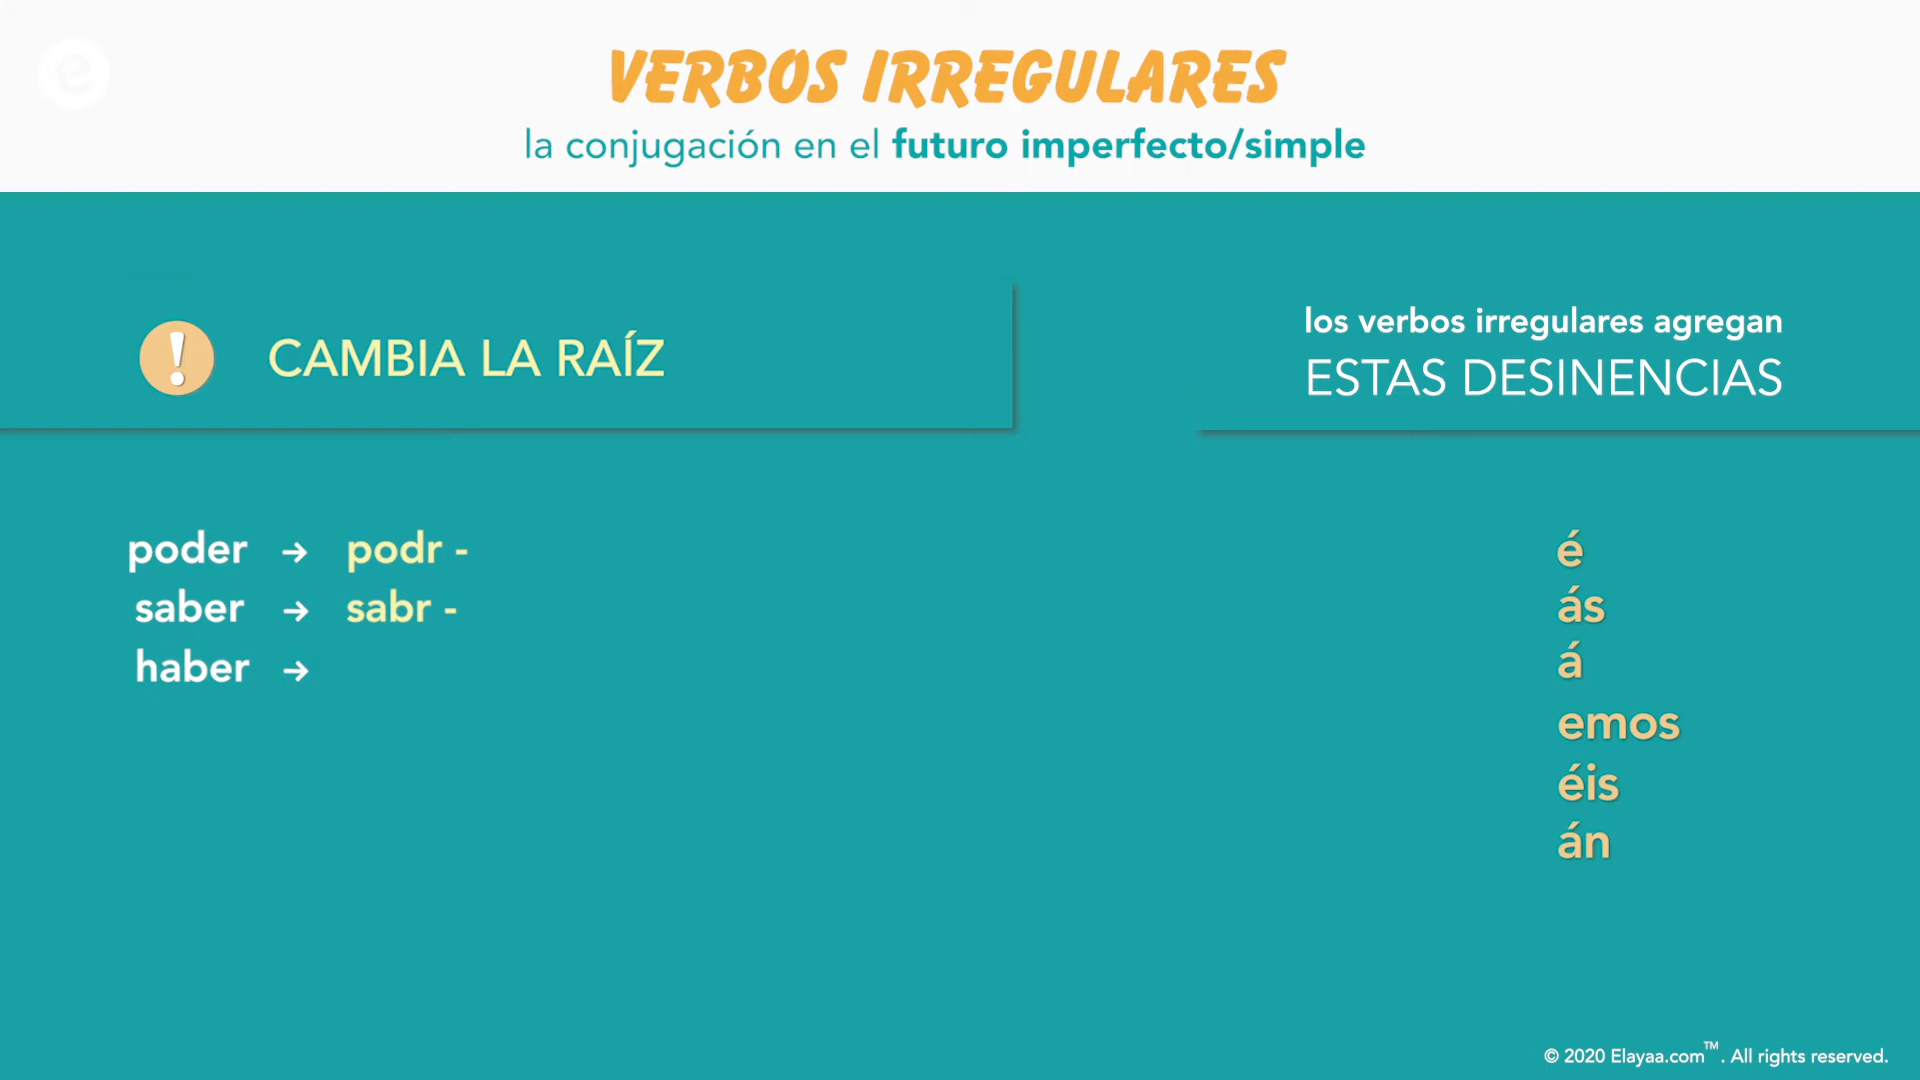 VERBOS IRREGULARES
la conjugación en el futuro imperfecto/simple
! CAMBIA LA RAÍZ
los verbos irregulares agregan
ESTAS DESINENCIAS
poder → podr -
saber → sabr -
haber →
é
ás
á
emos
éis
án
© 2020 Elayaa.com™. All rights reserved.